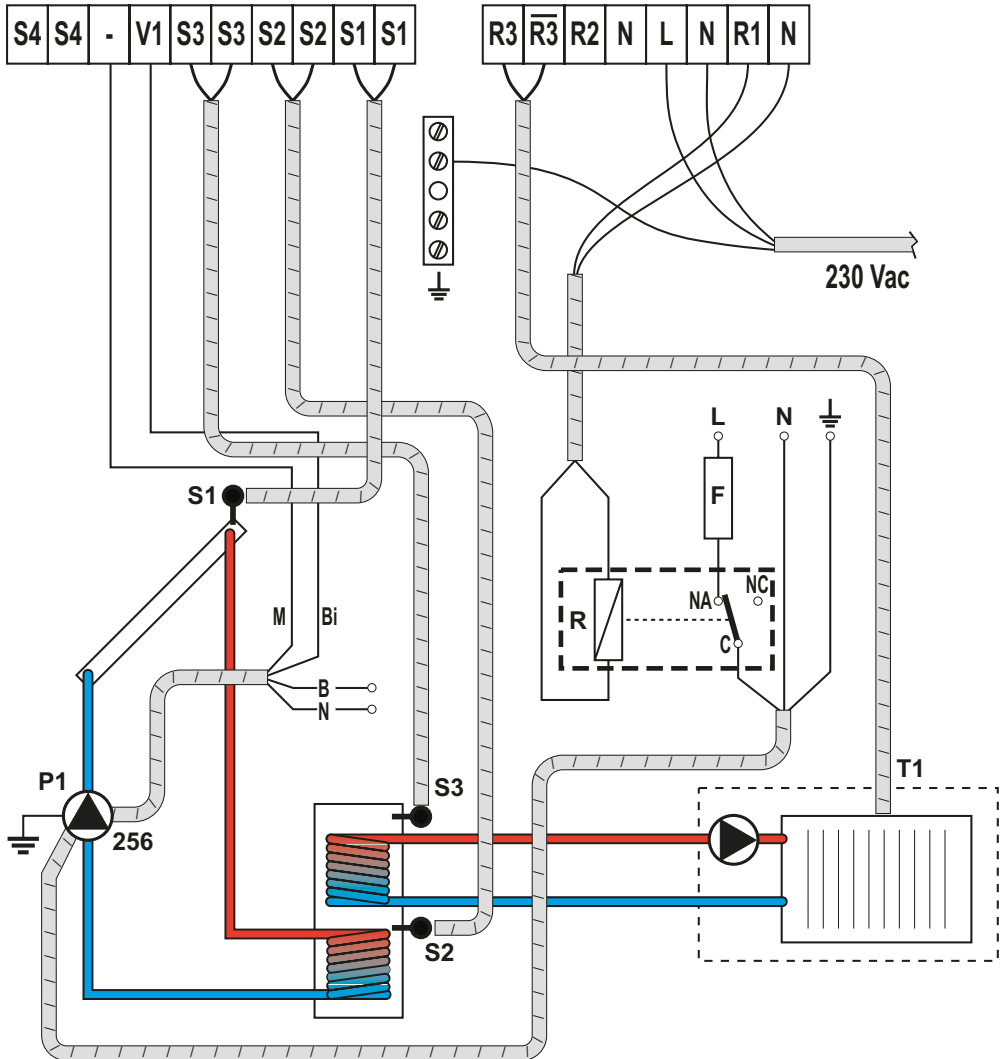 S4 S4 - V1 S3 S3 S2 S2 S1 S1
R3 R3̅ R2 N L N R1 N
230 Vac
L N
F
S1
NA NC
R
C
M Bi
B
N
P1
256
S3
T1
S2